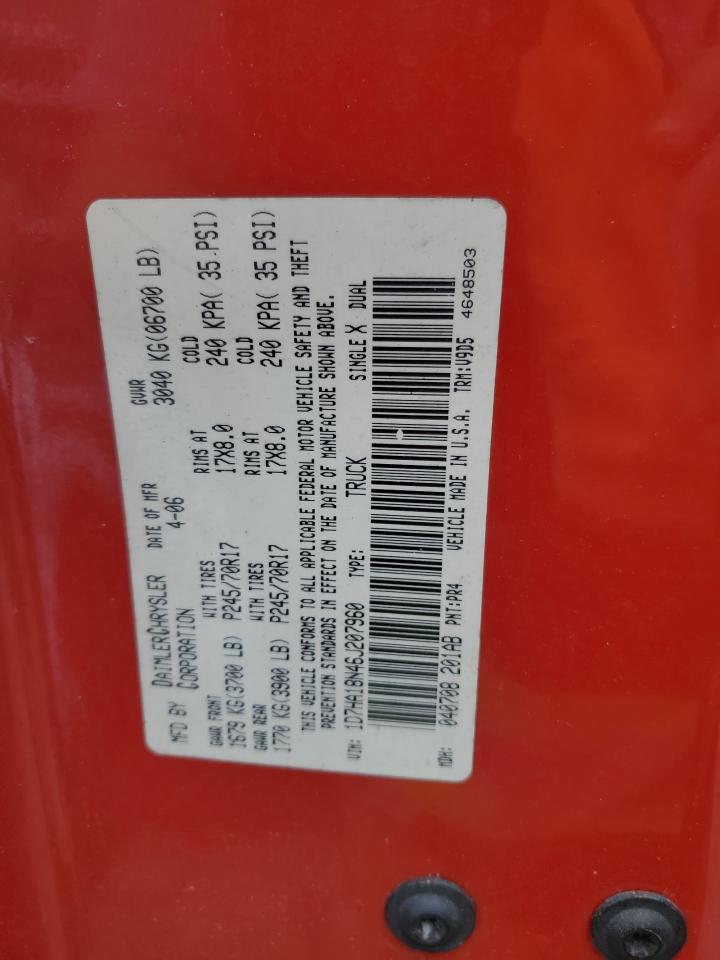 MFD BY DAIMLERCHRYSLER CORPORATION DATE OF MFR 4-06 GVWR 3040 KG(06700 LB)
GAWR FRONT WITH TIRES RIMS AT COLD
1679 KG(3700 LB) P245/70R17 17X8.0 240 KPA( 35 PSI)
GAWR REAR WITH TIRES RIMS AT COLD
1770 KG(3900 LB) P245/70R17 17X8.0 240 KPA( 35 PSI)
THIS VEHICLE CONFORMS TO ALL APPLICABLE FEDERAL MOTOR VEHICLE SAFETY AND THEFT
PREVENTION STANDARDS IN EFFECT ON THE DATE OF MANUFACTURE SHOWN ABOVE.
VIN: 1D7HA18N46J207960 TYPE: TRUCK SINGLE X DUAL
MDH: 040708 201AB PNT:PR4 VEHICLE MADE IN U.S.A. TRM:V9D5
4648503